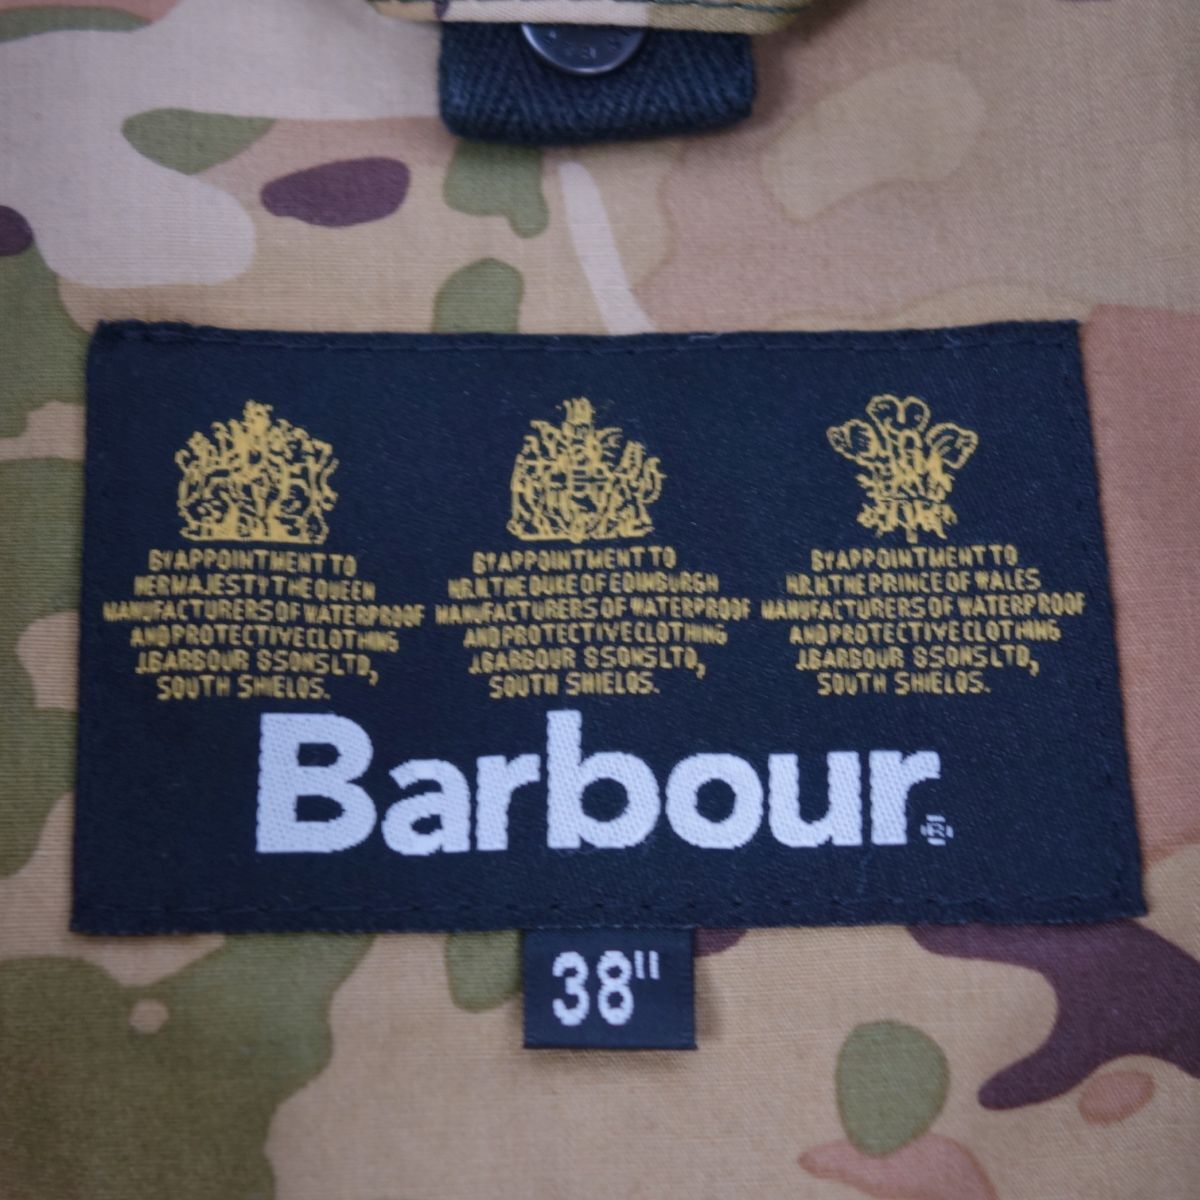 BY APPOINTMENT TO
HER MAJESTY THE QUEEN
MANUFACTURERS OF WATERPROOF
AND PROTECTIVE CLOTHING
J.BARBOUR & SONS LTD,
SOUTH SHIELDS.
BY APPOINTMENT TO
H.R.H. THE DUKE OF EDINBURGH
MANUFACTURERS OF WATERPROOF
AND PROTECTIVE CLOTHING
J.BARBOUR & SONS LTD,
SOUTH SHIELDS.
BY APPOINTMENT TO
H.R.H. THE PRINCE OF WALES
MANUFACTURERS OF WATERPROOF
AND PROTECTIVE CLOTHING
J.BARBOUR & SONS LTD,
SOUTH SHIELDS.
Barbour®
38"